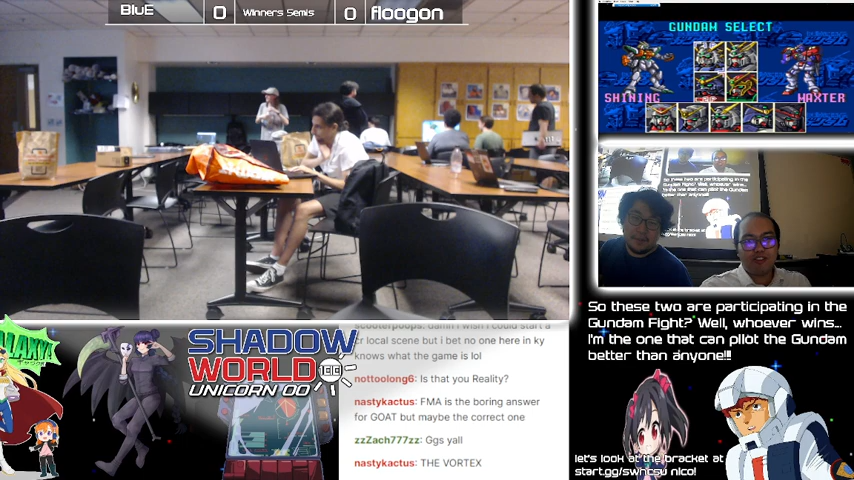 BluE 0 Winners Semis 0 floogon
GUNDAM SELECT
SHINING
MAXTER
So these two are participating in the
Gundam Fight? Well, whoever wins...
I'm the one that can pilot the Gundam
better than anyone!!!
SHADOW
WORLD
UNICORN 00
scooterpoops: damn i wish i could start a
cr local scene but i bet no one here in ky
knows what the game is lol
nottoolong6: Is that you Reality?
nastykactus: FMA is the boring answer
for GOAT but maybe the correct one
zzZach777zz: Ggs yall
nastykactus: THE VORTEX
let's look at the bracket at
start.gg/swhcsu nico!